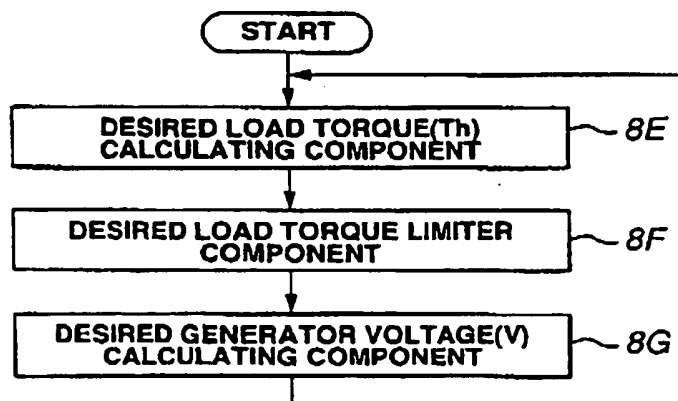 START
DESIRED LOAD TORQUE(Th)
CALCULATING COMPONENT
8E
DESIRED LOAD TORQUE LIMITER
COMPONENT
8F
DESIRED GENERATOR VOLTAGE(V)
CALCULATING COMPONENT
8G